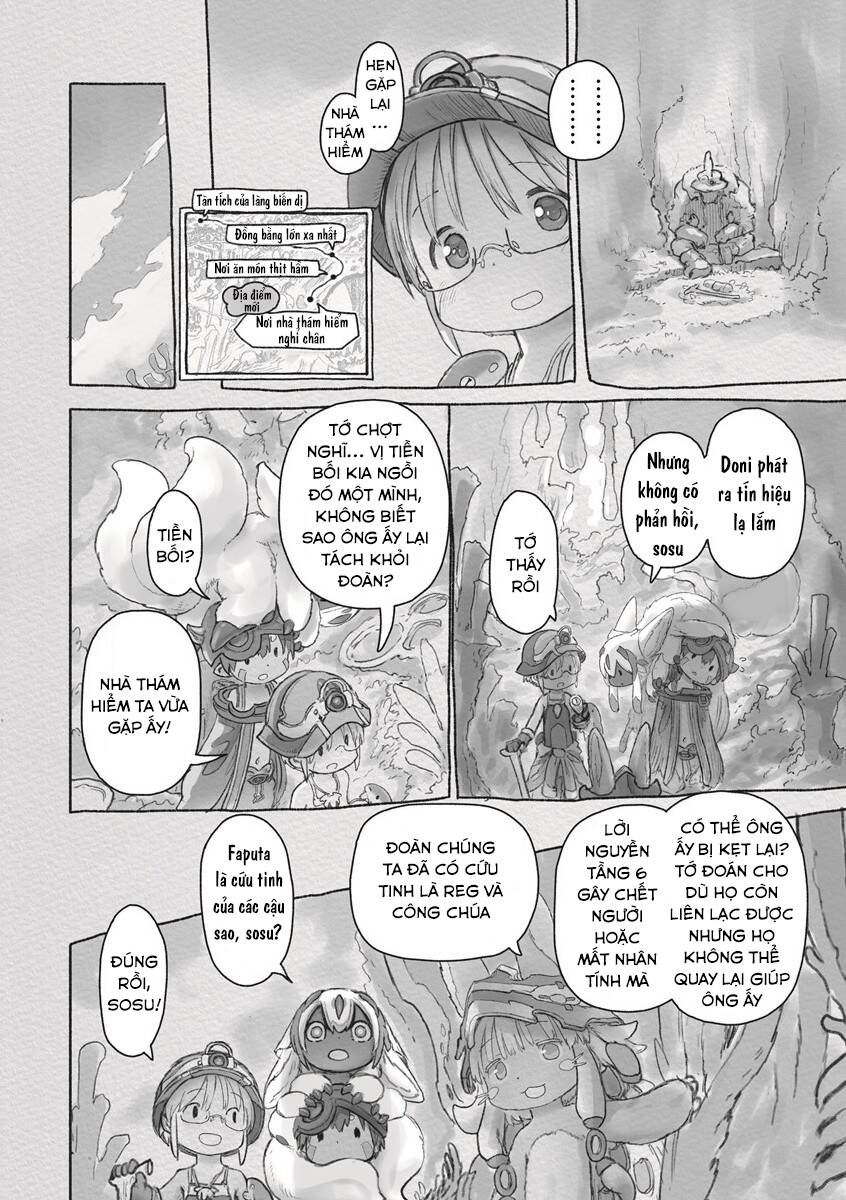 ………
HẸN
GẶP
LẠI
...
NHÀ
THÁM
HIỂM
Tàn tích của làng biến dị
Đồng bằng lớn xa nhất
Nơi ăn món thịt hầm
Địa điểm
mới
Nơi nhà thám hiểm
nghỉ chân
Doni phát
ra tín hiệu
lạ lắm
Nhưng
không có
phản hồi,
sosu
TỚ
THẤY
RỒI
TỚ CHỢT
NGHĨ... VỊ TIỀN
BỐI KIA NGỒI
ĐÓ MỘT MÌNH,
KHÔNG BIẾT
SAO ÔNG ẤY LẠI
TÁCH KHỎI
ĐOÀN?
TIỀN
BỐI?
NHÀ THÁM
HIỂM TA VỪA
GẶP ẤY!
CÓ THỂ ÔNG
ẤY BỊ KẸT LẠI?
TỚ ĐOÁN CHO
DÙ HỌ CÒN
LIÊN LẠC ĐƯỢC
NHƯNG HỌ
KHÔNG THỂ
QUAY LẠI GIÚP
ÔNG ẤY
LỜI
NGUYỀN
TẦNG 6
GÂY CHẾT
NGƯỜI
HOẶC
MẤT NHÂN
TÍNH MÀ
ĐOÀN CHÚNG
TA ĐÃ CÓ CỨU
TINH LÀ REG VÀ
CÔNG CHÚA
Faputa
là cứu tinh
của các cậu
sao, sosu?
ĐÚNG
RỒI,
SOSU!